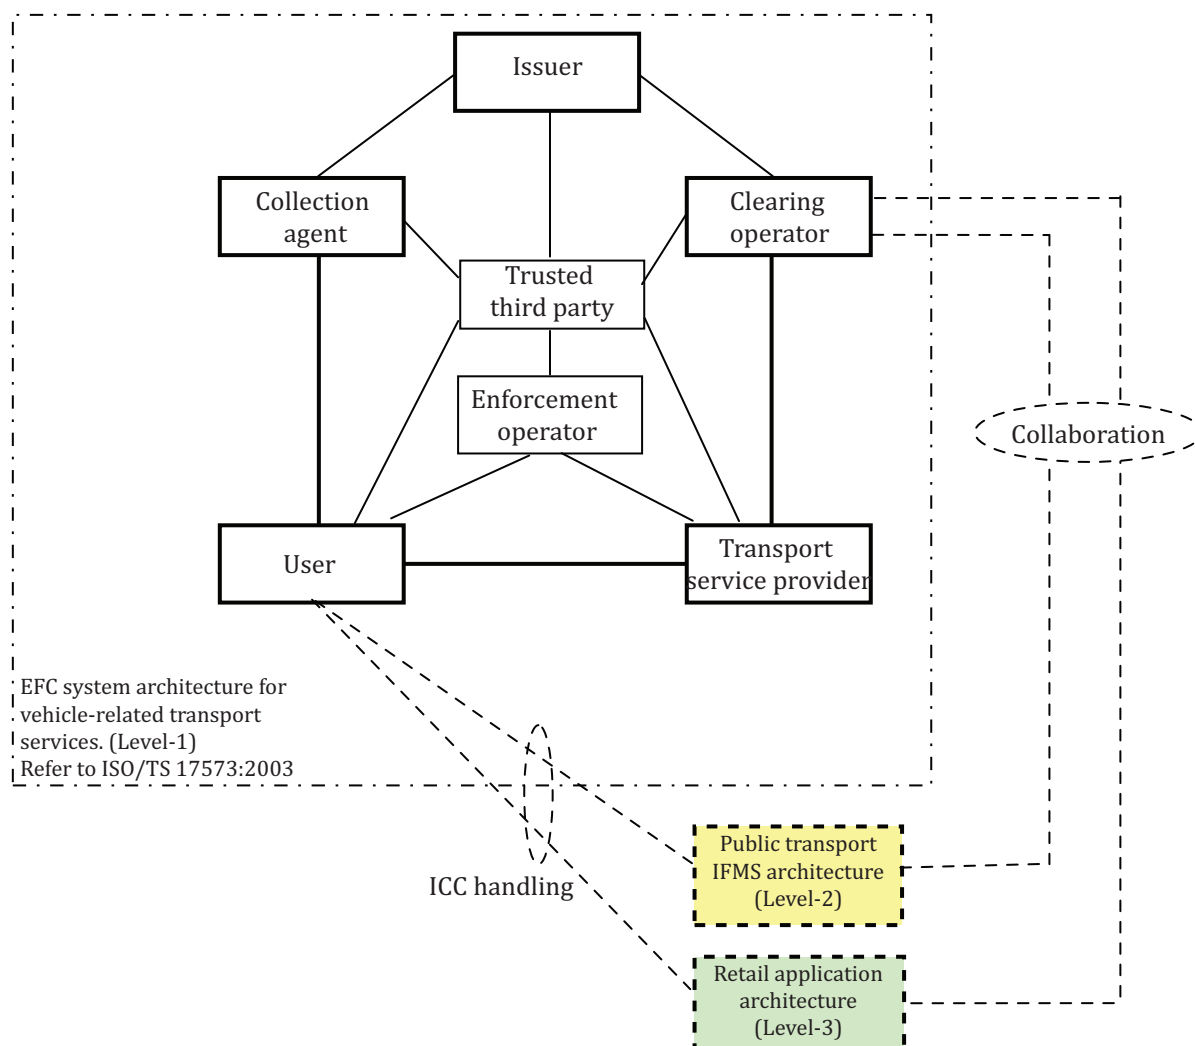 Issuer
Collection
agent
Clearing
operator
Trusted
third party
Enforcement
operator
Collaboration
User
Transport
service provider
EFC system architecture for
vehicle-related transport
services. (Level-1)
Refer to ISO/TS 17573:2003
ICC handling
Public transport
IFMS architecture
(Level-2)
Retail application
architecture
(Level-3)